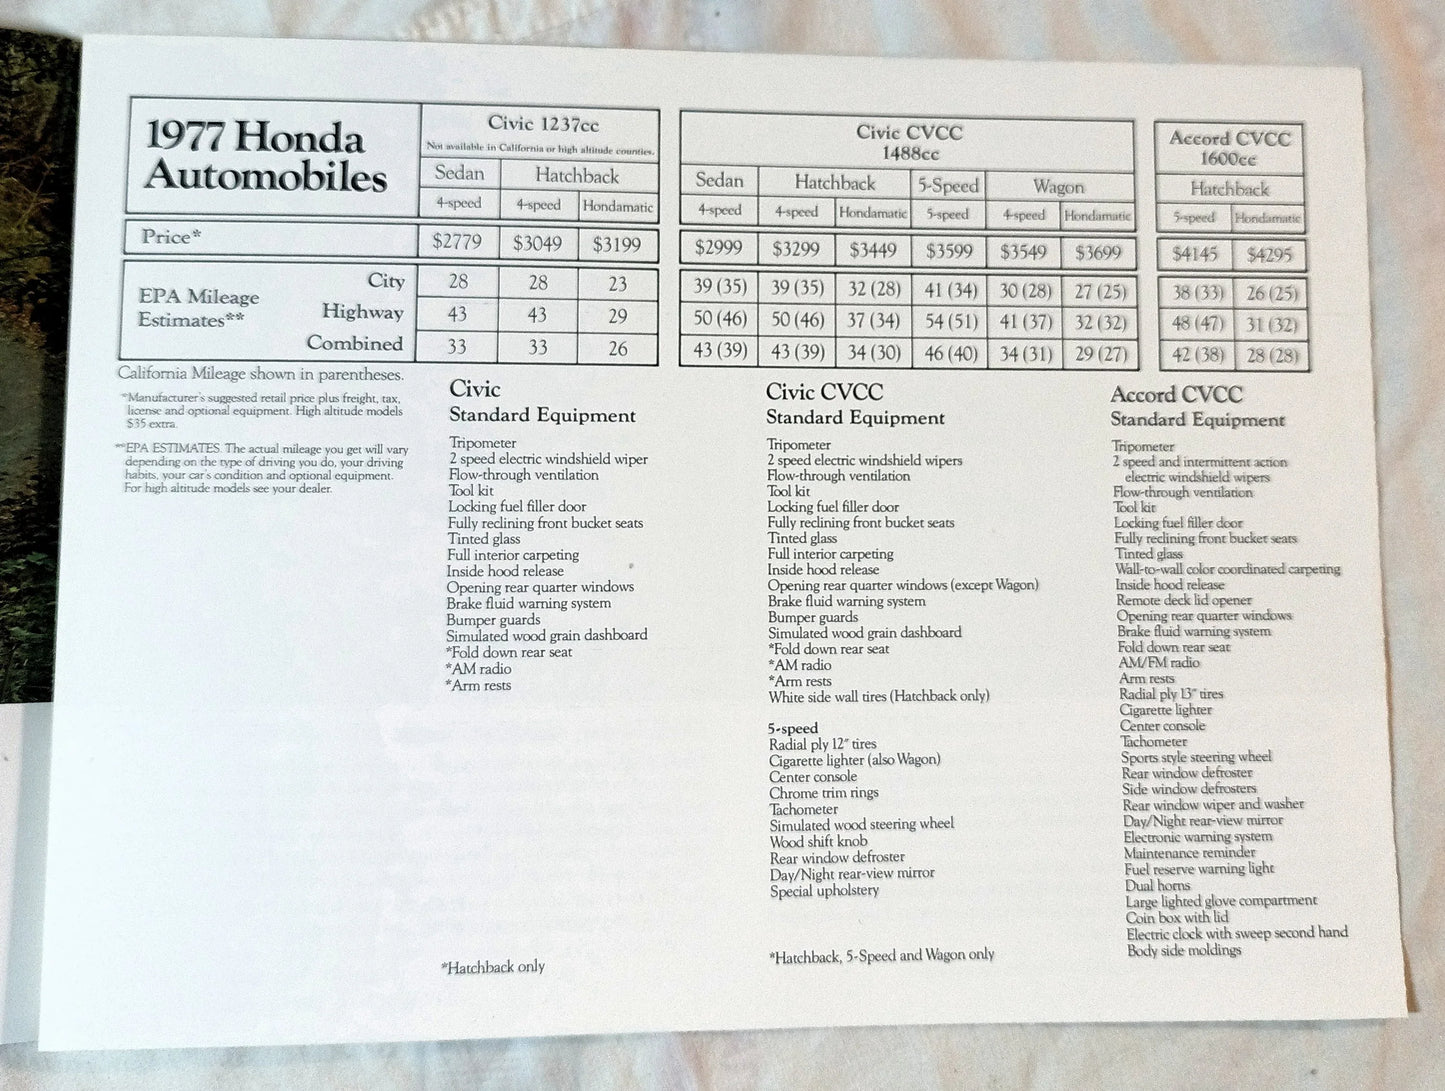 1977 Honda
Automobiles
Civic 1237cc
Not available in California or high altitude counties.
Sedan Hatchback
4-speed 4-speed Hondamatic
Civic CVCC
1488cc
Sedan Hatchback 5-Speed Wagon
4-speed 4-speed Hondamatic 5-speed 4-speed Hondamatic
Accord CVCC
1600cc
Hatchback
5-speed Hondamatic
Price* $2779 $3049 $3199 $2999 $3299 $3449 $3599 $3549 $3699 $4145 $4295
EPA Mileage
Estimates**
City 28 28 23 39 (35) 39 (35) 32 (28) 41 (34) 30 (28) 27 (25) 38 (33) 26 (25)
Highway 43 43 29 50 (46) 50 (46) 37 (34) 54 (51) 41 (37) 32 (32) 48 (47) 31 (32)
Combined 33 33 26 43 (39) 43 (39) 34 (30) 46 (40) 34 (31) 29 (27) 42 (38) 28 (28)
California Mileage shown in parentheses.
*Manufacturer's suggested retail price plus freight, tax,
license and optional equipment. High altitude models
$35 extra.
**EPA ESTIMATES. The actual mileage you get will vary
depending on the type of driving you do, your driving
habits, your car's condition and optional equipment.
For high altitude models see your dealer.
Civic
Standard Equipment
Tripometer
2 speed electric windshield wiper
Flow-through ventilation
Tool kit
Locking fuel filler door
Fully reclining front bucket seats
Tinted glass
Full interior carpeting
Inside hood release
Opening rear quarter windows
Brake fluid warning system
Bumper guards
Simulated wood grain dashboard
*Fold down rear seat
*AM radio
*Arm rests
*Hatchback only
Civic CVCC
Standard Equipment
Tripometer
2 speed electric windshield wipers
Flow-through ventilation
Tool kit
Locking fuel filler door
Fully reclining front bucket seats
Tinted glass
Full interior carpeting
Inside hood release
Opening rear quarter windows (except Wagon)
Brake fluid warning system
Bumper guards
Simulated wood grain dashboard
*Fold down rear seat
*AM radio
*Arm rests
White side wall tires (Hatchback only)
5-speed
Radial ply 12" tires
Cigarette lighter (also Wagon)
Center console
Chrome trim rings
Tachometer
Simulated wood steering wheel
Wood shift knob
Rear window defroster
Day/Night rear-view mirror
Special upholstery
*Hatchback, 5-Speed and Wagon only
Accord CVCC
Standard Equipment
Tripometer
2 speed and intermittent action
electric windshield wipers
Flow-through ventilation
Tool kit
Locking fuel filler door
Fully reclining front bucket seats
Tinted glass
Wall-to-wall color coordinated carpeting
Inside hood release
Remote deck lid opener
Opening rear quarter windows
Brake fluid warning system
Fold down rear seat
AM/FM radio
Arm rests
Radial ply 13" tires
Cigarette lighter
Center console
Tachometer
Sports style steering wheel
Rear window defroster
Side window defrosters
Rear window wiper and washer
Day/Night rear-view mirror
Electronic warning system
Maintenance reminder
Fuel reserve warning light
Dual horns
Large lighted glove compartment
Coin box with lid
Electric clock with sweep second hand
Body side moldings